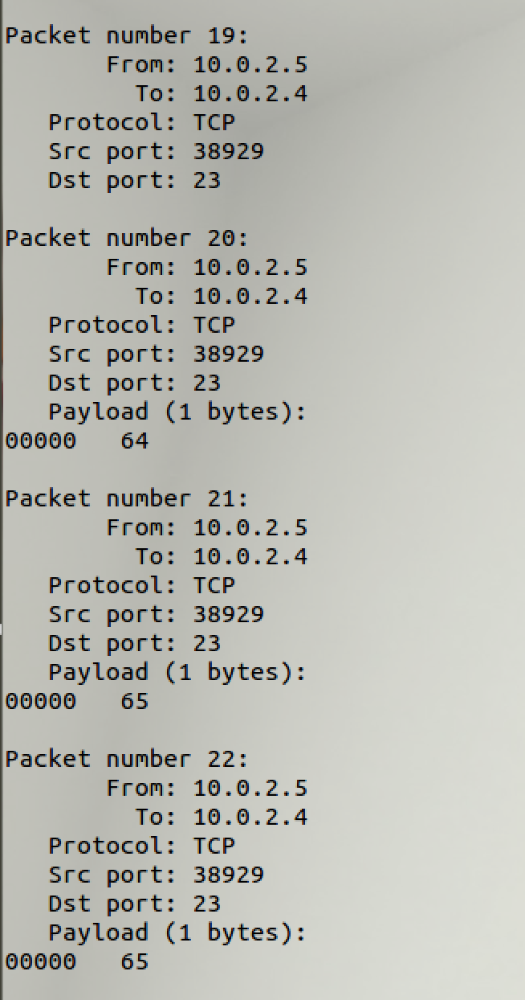 Packet number 19:
From: 10.0.2.5
To: 10.0.2.4
Protocol: TCP
Src port: 38929
Dst port: 23
Packet number 20:
From: 10.0.2.5
To: 10.0.2.4
Protocol: TCP
Src port: 38929
Dst port: 23
Payload (1 bytes):
00000   64
Packet number 21:
From: 10.0.2.5
To: 10.0.2.4
Protocol: TCP
Src port: 38929
Dst port: 23
Payload (1 bytes):
00000   65
Packet number 22:
From: 10.0.2.5
To: 10.0.2.4
Protocol: TCP
Src port: 38929
Dst port: 23
Payload (1 bytes):
00000   65